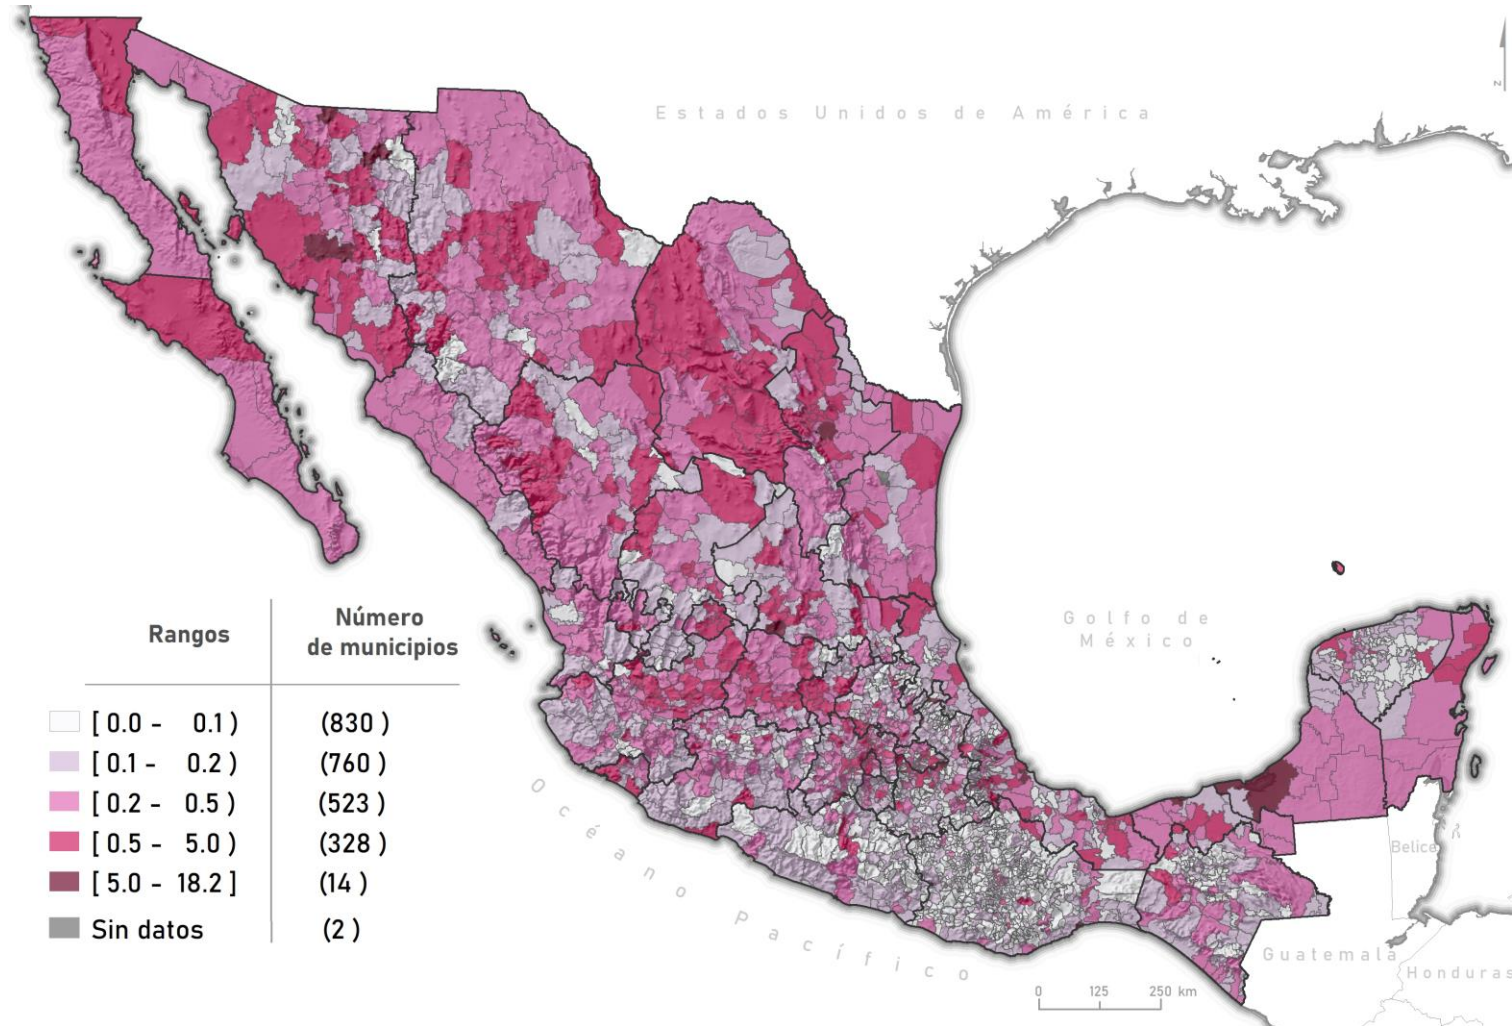 Estados Unidos de América
z
Golfo de
México
Rangos
Número
de municipios
[ 0.0 - 0.1 ) (830 )
[ 0.1 - 0.2 ) (760 )
[ 0.2 - 0.5 ) (523 )
[ 0.5 - 5.0 ) (328 )
[ 5.0 - 18.2 ] (14 )
Sin datos (2 )
Océano Pacífico
Belice
Guatemala
Honduras
0 125 250 km